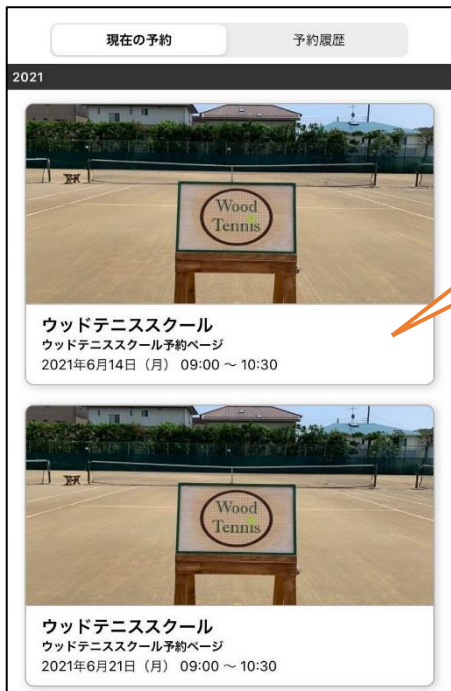 現在の予約
予約履歴
2021
Wood
Tennis
ウッドテニススクール
ウッドテニススクール予約ページ
2021年6月14日（月） 09:00 〜 10:30
Wood
Tennis
ウッドテニススクール
ウッドテニススクール予約ページ
2021年6月21日（月） 09:00 〜 10:30